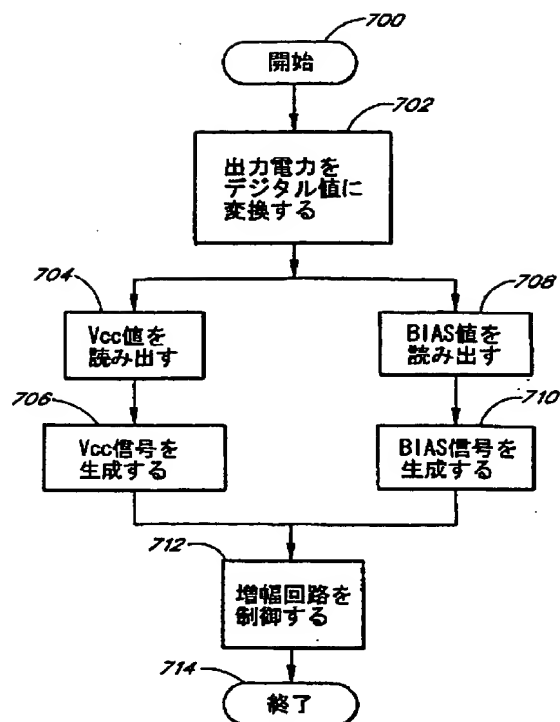 700
開始
702
出力電力を
デジタル値に
変換する
704
Vcc値を
読み出す
708
BIAS値を
読み出す
706
Vcc信号を
生成する
710
BIAS信号を
生成する
712
増幅回路を
制御する
714
終了